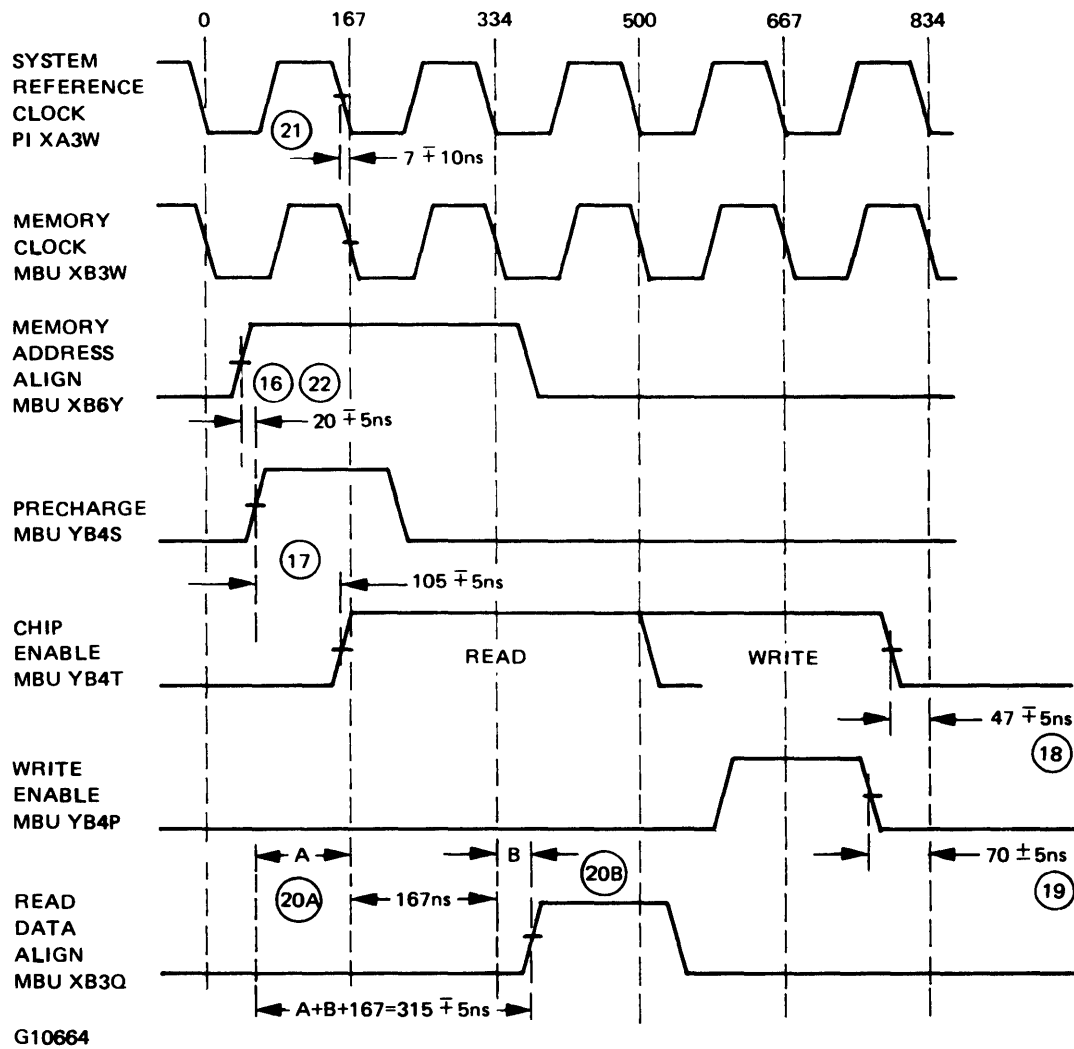 0 167 334 500 667 834
SYSTEM
REFERENCE
CLOCK
PI XA3W
21
7 ∓ 10ns
MEMORY
CLOCK
MBU XB3W
MEMORY
ADDRESS
ALIGN
MBU XB6Y
16 22
20 ∓ 5ns
PRECHARGE
MBU YB4S
17
105 ∓ 5ns
CHIP
ENABLE
MBU YB4T
READ
WRITE
47 ∓ 5ns
18
WRITE
ENABLE
MBU YB4P
A
B
20B
70 ± 5ns
19
READ
DATA
ALIGN
MBU XB3Q
20A
167ns
A+B+167=315 ∓ 5ns
G10664